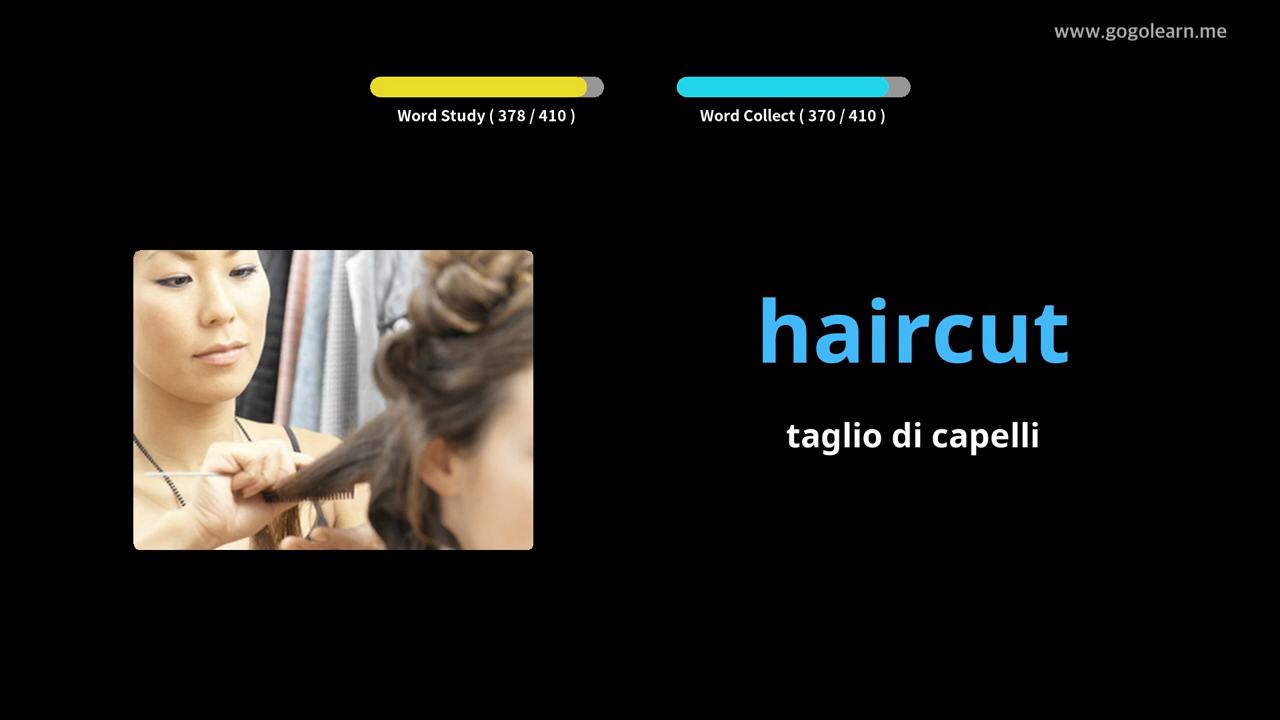 www.gogolearn.me
Word Study ( 378 / 410 )
Word Collect ( 370 / 410 )
haircut
taglio di capelli